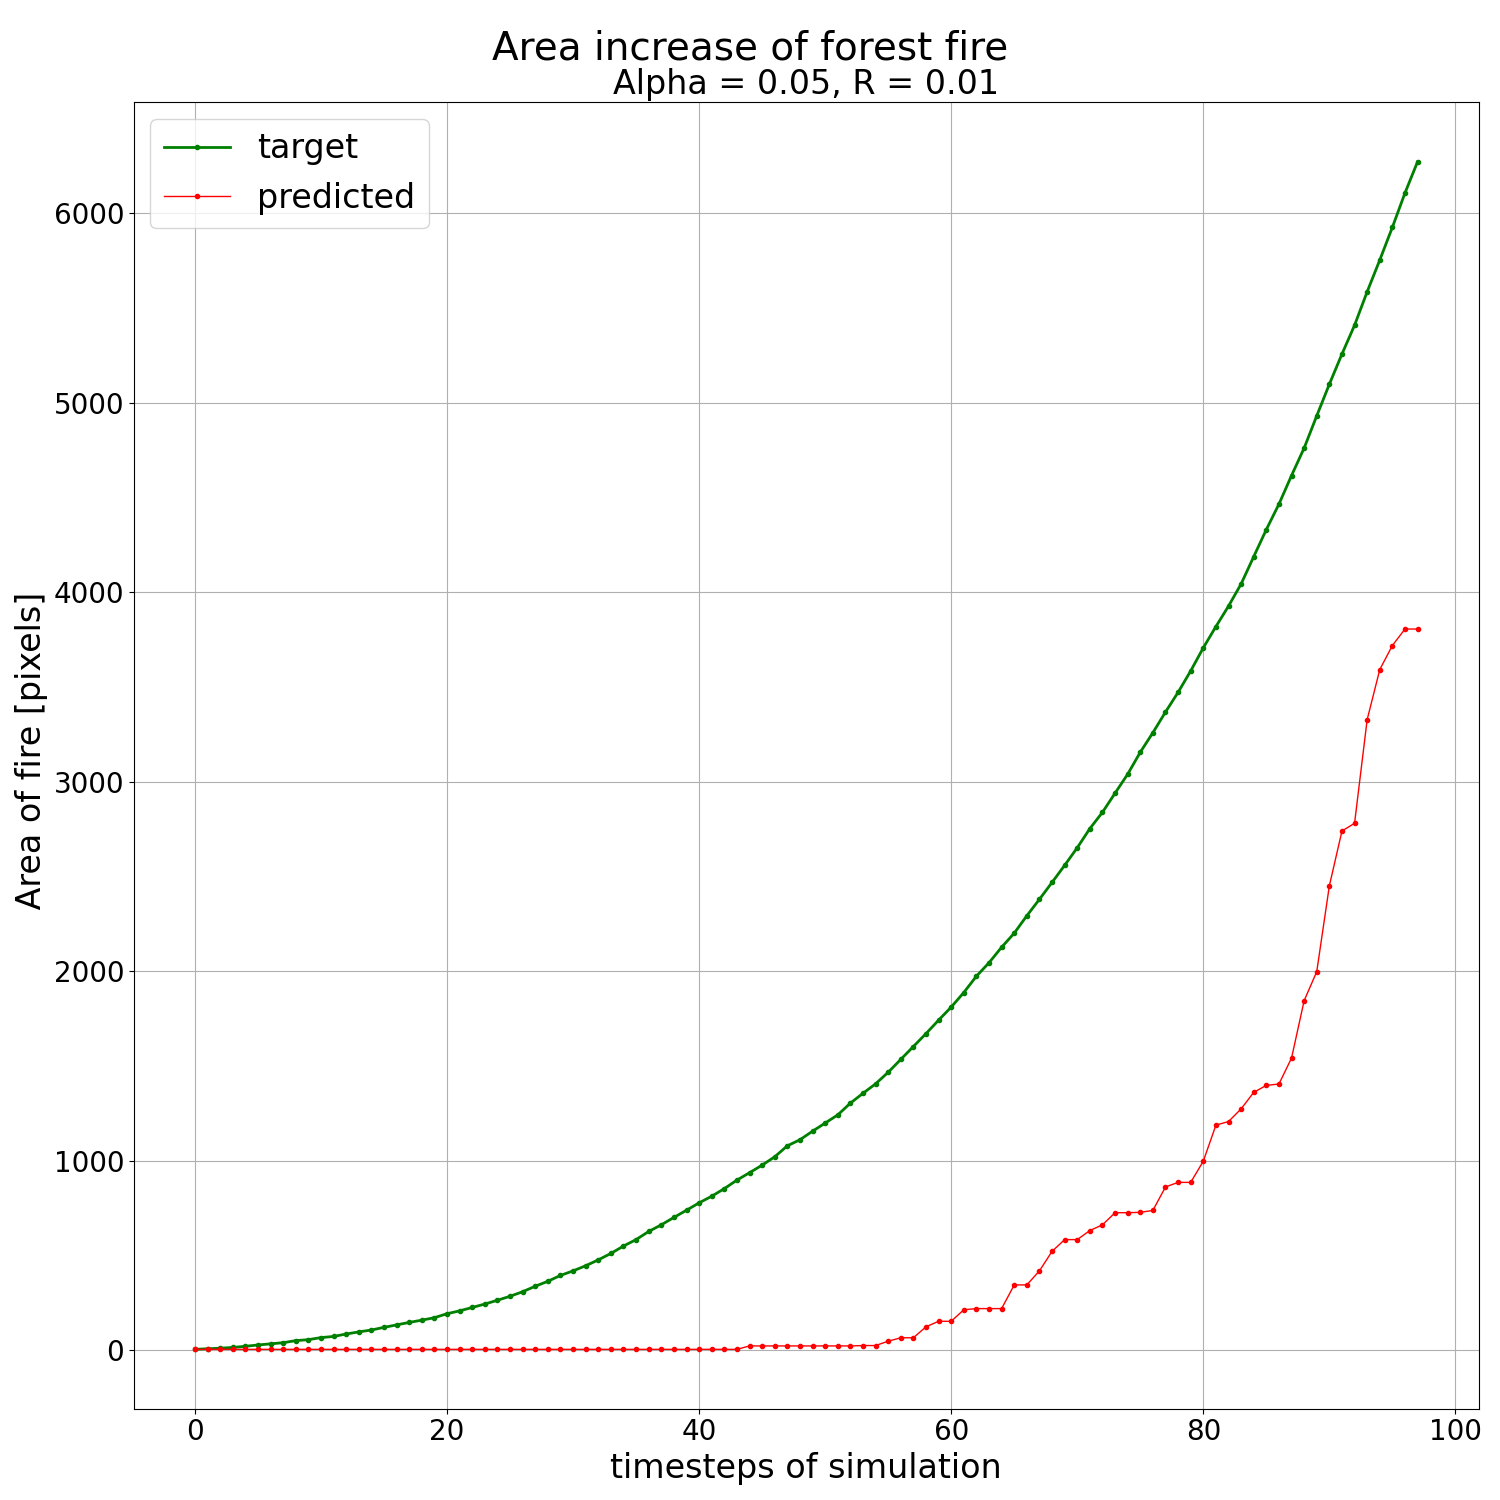 Area increase of forest fire
Alpha = 0.05, R = 0.01
target
predicted
6000
5000
4000
3000
2000
1000
0
Area of fire [pixels]
0 20 40 60 80 100
timesteps of simulation